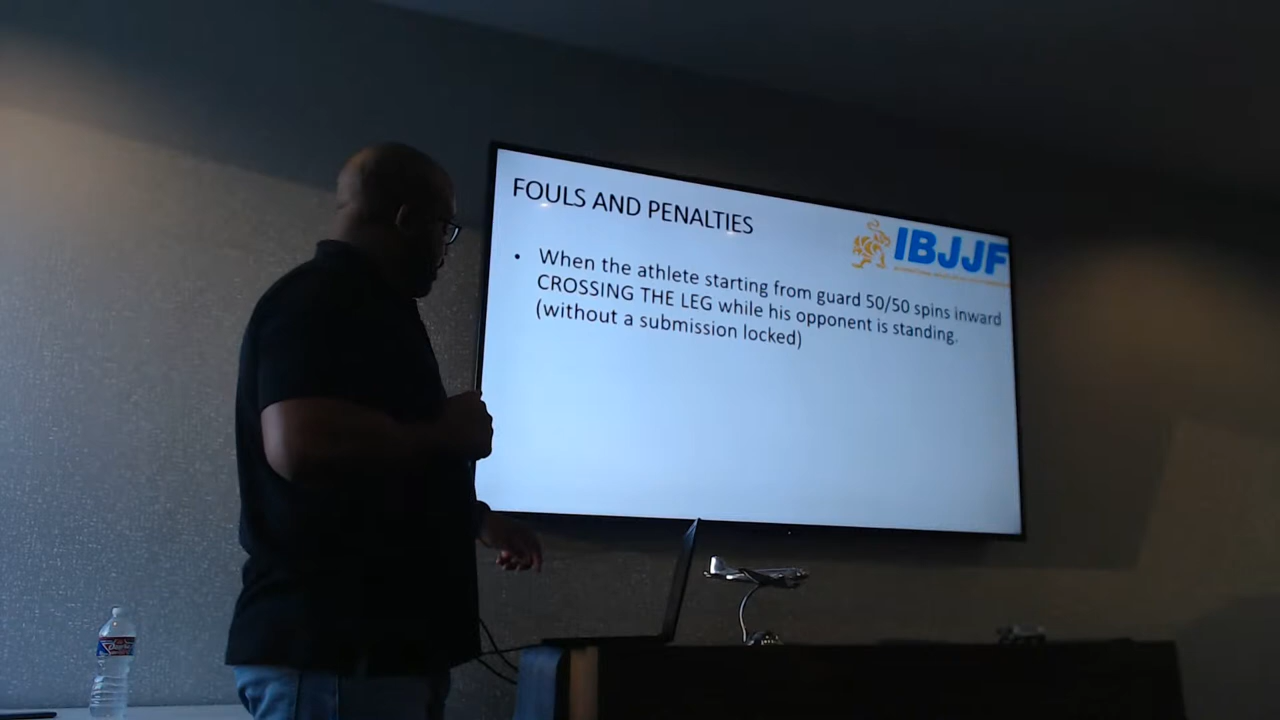 FOULS AND PENALTIES
IBJJF
• When the athlete starting from guard 50/50 spins inward
CROSSING THE LEG while his opponent is standing.
(without a submission locked)